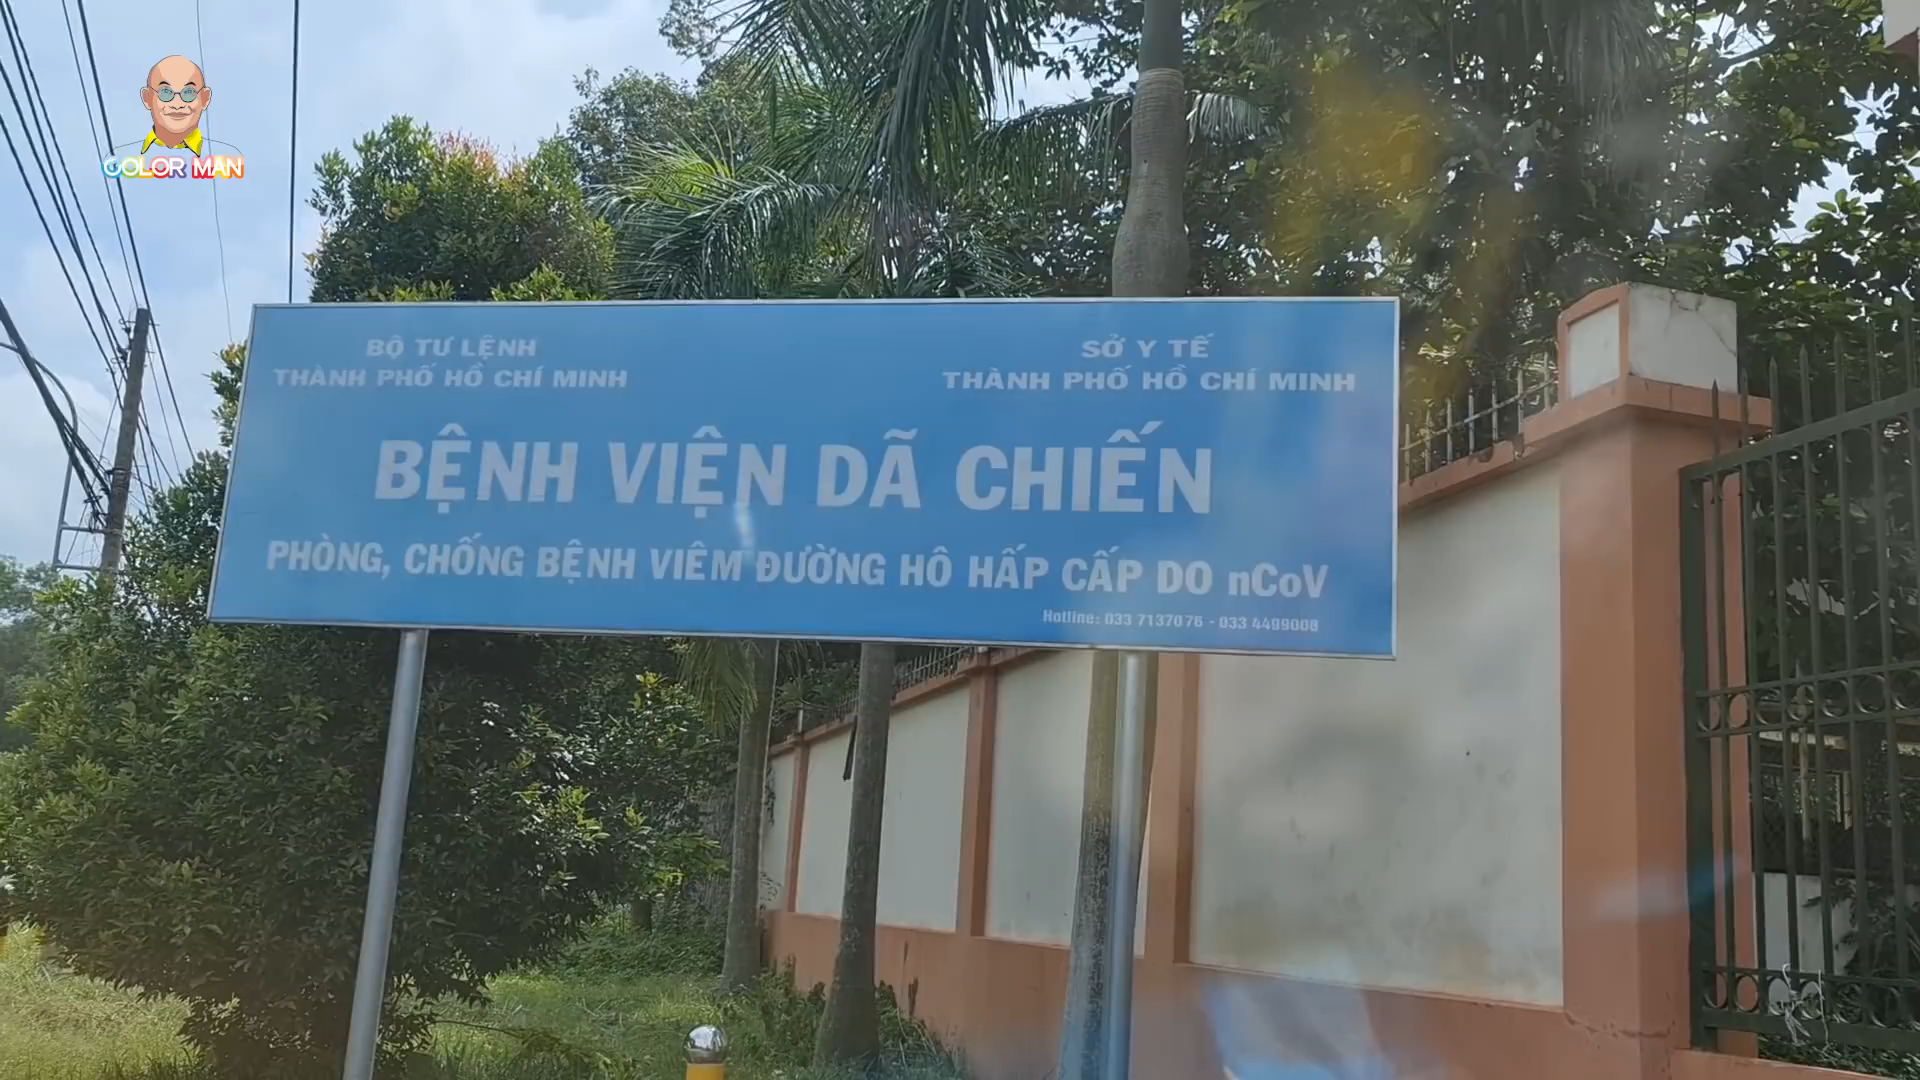 COLOR MAN
BỘ TƯ LỆNH
THÀNH PHỐ HỒ CHÍ MINH
SỞ Y TẾ
THÀNH PHỐ HỒ CHÍ MINH
BỆNH VIỆN DÃ CHIẾN
PHÒNG, CHỐNG BỆNH VIÊM ĐƯỜNG HÔ HẤP CẤP DO nCoV
Hotline: 033 7137076 - 033 4499008